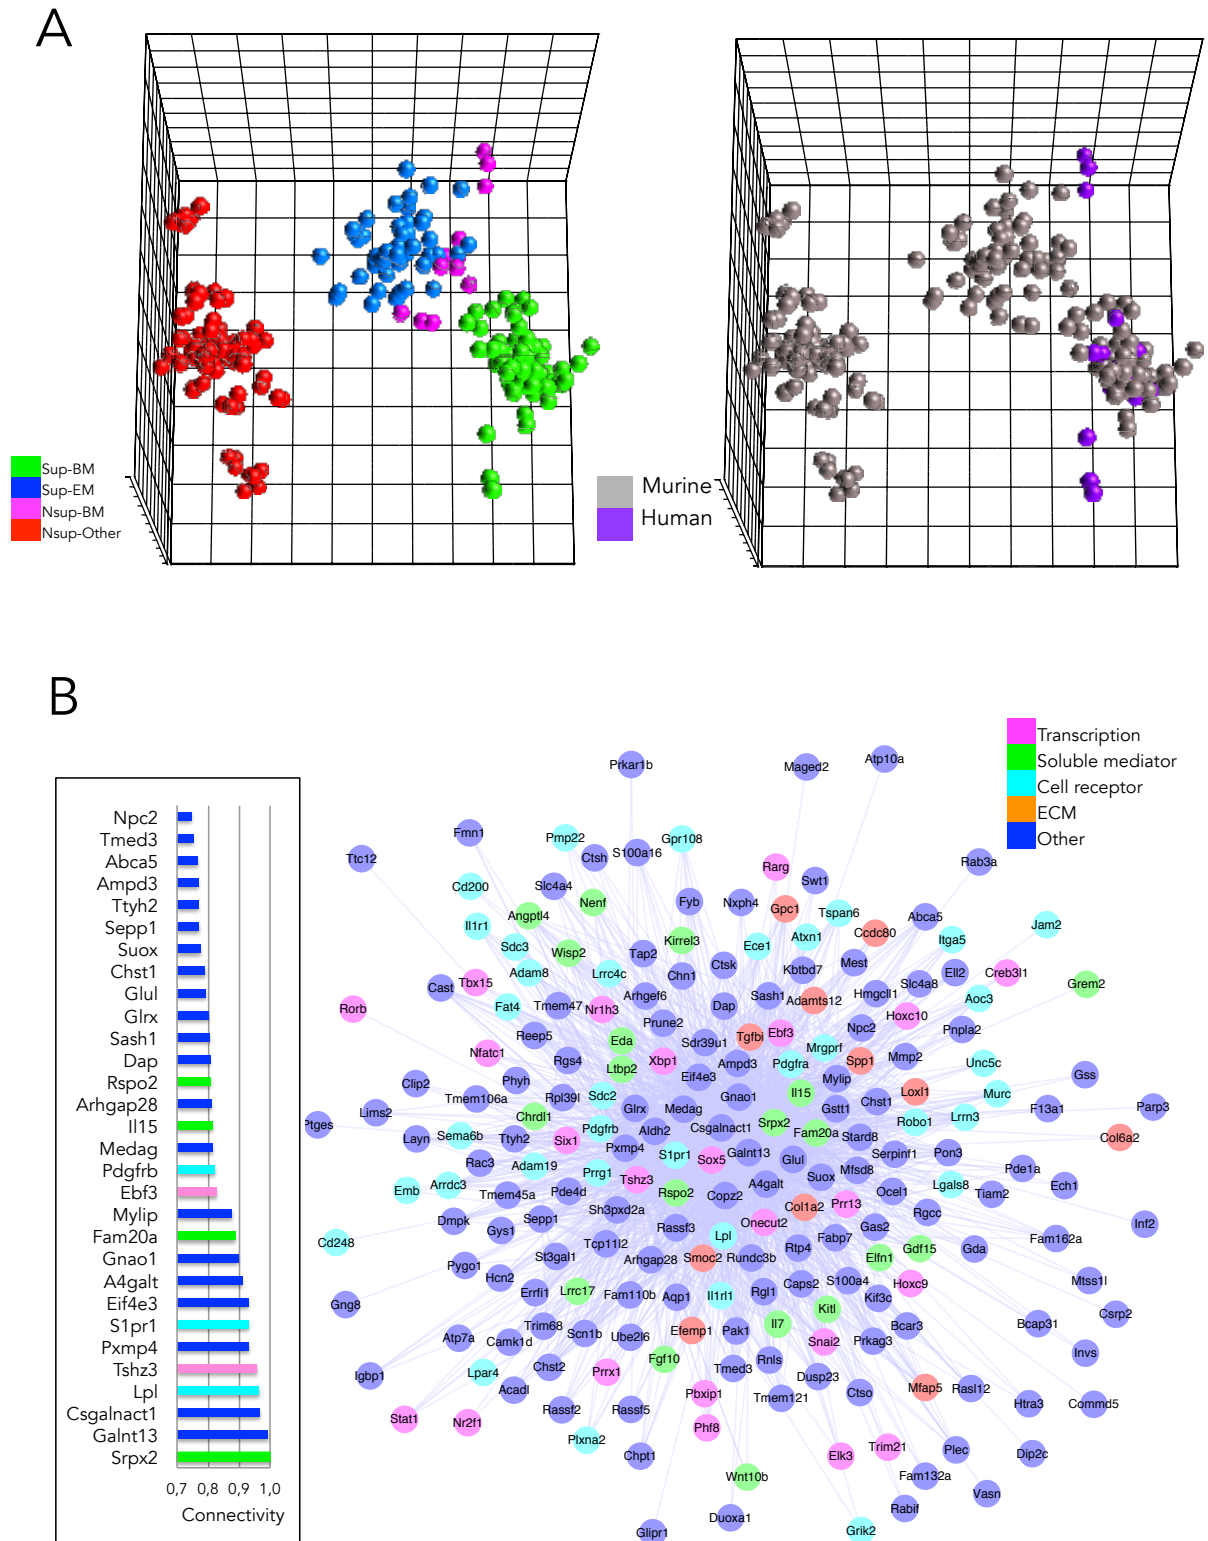 A
Sup-BM
Sup-EM
Nsup-BM
Nsup-Other
Murine
Human
B
Transcription
Soluble mediator
Cell receptor
ECM
Other
Npc2
Tmed3
Abca5
Ampd3
Ttyh2
Sepp1
Suox
Chst1
Glul
Glrx
Sash1
Dap
Rspo2
Arhgap28
Il15
Medag
Pdgfrb
Ebf3
Mylip
Fam20a
Gnao1
A4galt
Eif4e3
S1pr1
Pxmp4
Tshz3
Lpl
Csgalnact1
Galnt13
Srpx2
0,7 0,8 0,9 1,0
Connectivity
Prkar1b
Maged2
Atp10a
Fmn1
Pmp22
Gpr108
Ttc12
Ctsh
S100a16
Rarg
Rab3a
Cd200
Slc4a4
Swt1
Nenf
Fyb
Nxph4
Gpc1
Tspan6
Abca5
Angptl4
Il1r1
Jam2
Sdc3
Wisp2
Kirrel3
Ece1
Atxn1
Ccdc80
Itga5
Tap2
Adam8
Lrrc4c
Chn1
Ctsk
Kbtbd7
Mest
Ell2
Creb3l1
Grem2
Cast
Tbx15
Arhgef6
Sash1
Adamts12
Hmgcll1
Slc4a8
Aoc3
Rorb
Fat4
Tmem47
Nr1h3
Dap
Hoxc10
Prune2
Npc2
Pnpla2
Reep5
Eda
Sdr39u1
Tgfbi
Ebf3
Nfatc1
Rgs4
Ltbp2
Xbp1
Ampd3
Pdgfra
Mrgprf
Spp1
Mmp2
Unc5c
Clip2
Phyh
Eif4e3
Mylip
Gss
Tmem106a
Rpl39l
Sdc2
Gnao1
Il15
Loxl1
Murc
Lims2
Chrdl1
Glrx
Medag
Gstt1
Chst1
F13a1
Parp3
Ptges
Pdgfrb
Csgalnact1
Srpx2
Fam20a
Robo1
Lrrn3
Layn
Sema6b
Ttyh2
Six1
Aldh2
Stard8
Col6a2
Pxmp4
S1pr1
Galnt13
Serpinf1
Pon3
Rac3
Adam19
Prrg1
Sox5
Glul
Mfsd8
Pde1a
Emb
Arrdc3
Tshz3
A4galt
Suox
Lgals8
Tiam2
Ech1
Tmem45a
Pde4d
Rspo2
Copz2
Ocel1
Dmpk
Sepp1
Sh3pxd2a
Col1a2
Prr13
Rgcc
Cd248
Gys1
Rassf3
Onecut2
Gas2
Inf2
Tcp11l2
Lpl
Fabp7
Gdf15
Gda
Fam162a
Pygo1
St3gal1
Arhgap28
Smoc2
Rundc3b
Rtp4
Elfn1
Hcn2
S100a4
Hoxc9
Mtss1l
Gng8
Errfi1
Lrrc17
Fam110b
Aqp1
Il1rl1
Rgl1
Caps2
Kif3c
Csrp2
Kitl
Atp7a
Trim68
Scn1b
Ube2l6
Efemp1
Pak1
Il7
Bcar3
Bcap31
Camk1d
Snai2
Prkag3
Invs
Igbp1
Lpar4
Chst2
Fgf10
Tmed3
Rnls
Dusp23
Acadl
Prrx1
Ctso
Mfap5
Rasl12
Pbxip1
Tmem121
Htra3
Commd5
Stat1
Nr2f1
Rassf2
Rassf5
Phf8
Plxna2
Chpt1
Elk3
Trim21
Plec
Dip2c
Wnt10b
Fam132a
Vasn
Duoxa1
Rabif
Glipr1
Grik2